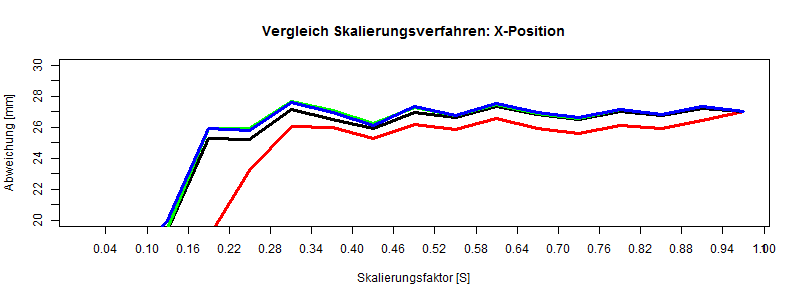 Vergleich Skalierungsverfahren: X-Position
Abweichung [mm]
30
28
26
24
22
20
0.04 0.10 0.16 0.22 0.28 0.34 0.40 0.46 0.52 0.58 0.64 0.70 0.76 0.82 0.88 0.94 1.00
Skalierungsfaktor [S]